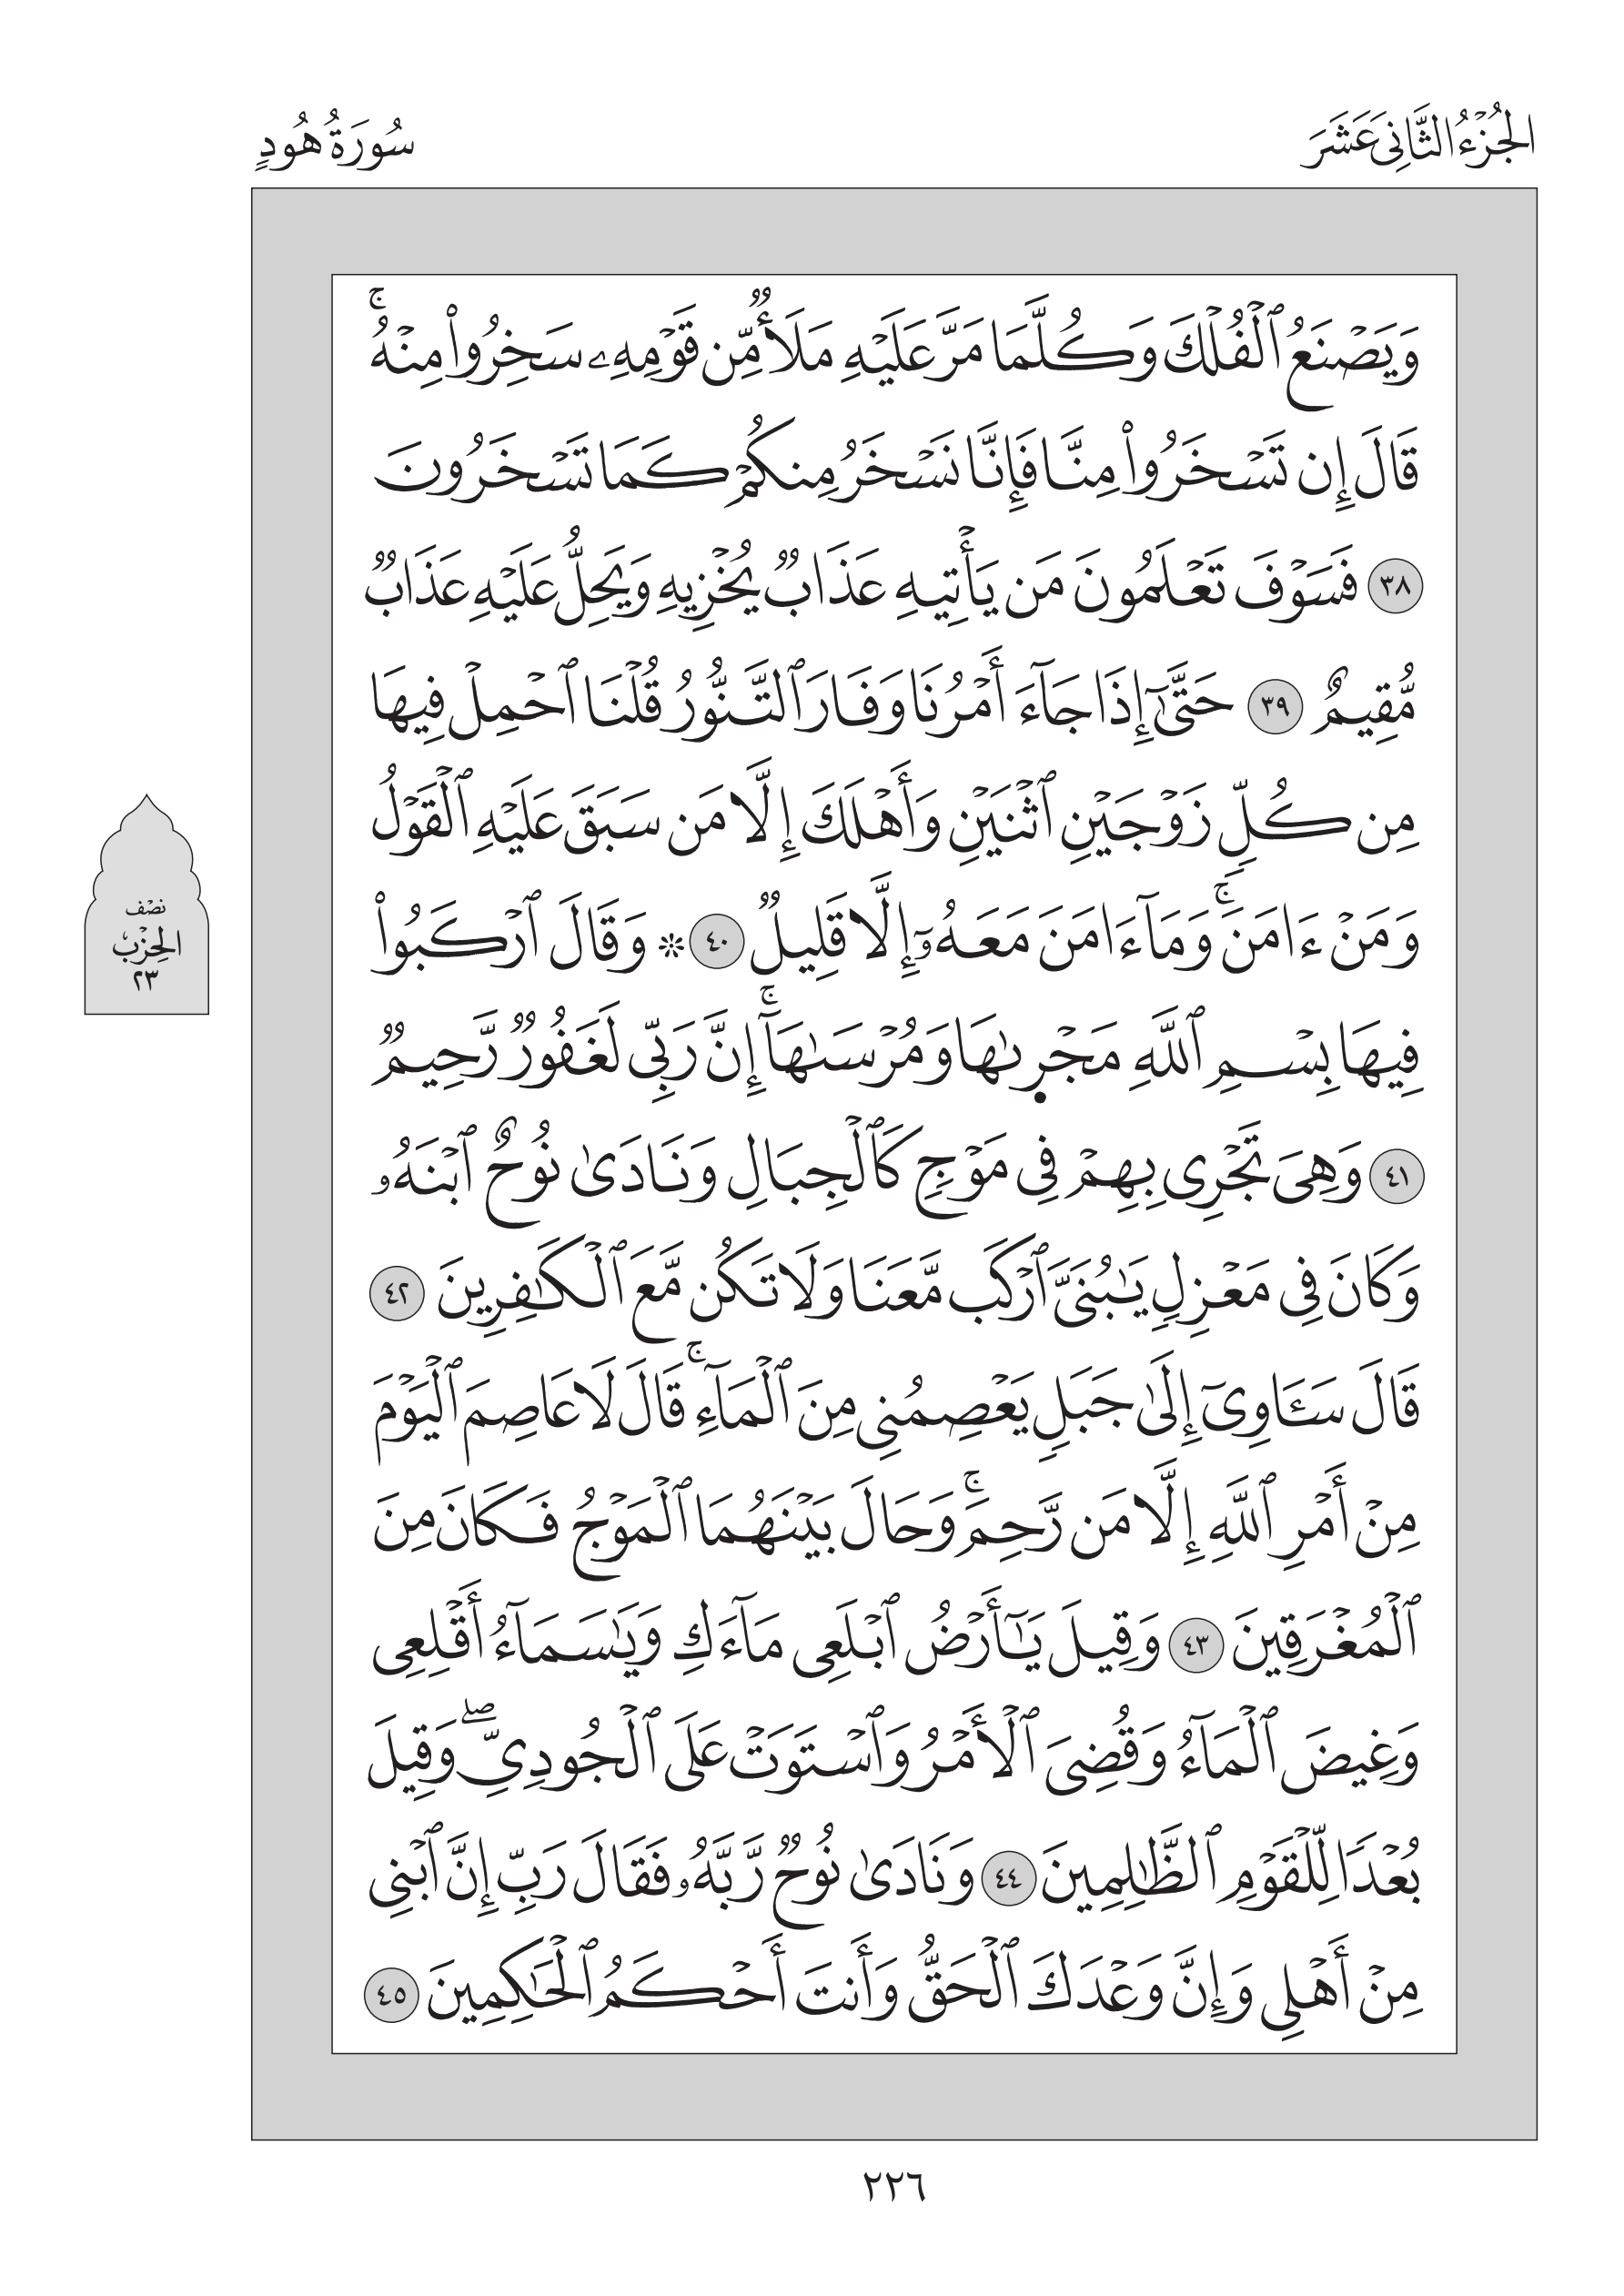 الجُزْءُ الثَّانِي عَشَرَ
سُورَةُ هُودٍ
وَيَصْنَعُ ٱلْفُلْكَ وَكُلَّمَا مَرَّ عَلَيْهِ مَلَأٌ مِّن قَوْمِهِۦ سَخِرُوا۟ مِنْهُ ۚ
قَالَ إِن تَسْخَرُوا۟ مِنَّا فَإِنَّا نَسْخَرُ مِنكُمْ كَمَا تَسْخَرُونَ
٣٨ فَسَوْفَ تَعْلَمُونَ مَن يَأْتِيهِ عَذَابٌ يُخْزِيهِ وَيَحِلُّ عَلَيْهِ عَذَابٌ
مُّقِيمٌ ٣٩ حَتَّىٰٓ إِذَا جَآءَ أَمْرُنَا وَفَارَ ٱلتَّنُّورُ قُلْنَا ٱحْمِلْ فِيهَا
مِن كُلٍّ زَوْجَيْنِ ٱثْنَيْنِ وَأَهْلَكَ إِلَّا مَن سَبَقَ عَلَيْهِ ٱلْقَوْلُ
وَمَنْ ءَامَنَ ۚ وَمَآ ءَامَنَ مَعَهُۥٓ إِلَّا قَلِيلٌ ٤٠ ۞ وَقَالَ ٱرْكَبُوا۟
فِيهَا بِسْمِ ٱللَّهِ مَجْر۪ىٰهَا وَمُرْسَىٰهَآ ۚ إِنَّ رَبِّى لَغَفُورٌ رَّحِيمٌ
٤١ وَهِىَ تَجْرِى بِهِمْ فِى مَوْجٍ كَٱلْجِبَالِ وَنَادَىٰ نُوحٌ ٱبْنَهُۥ
وَكَانَ فِى مَعْزِلٍ يَٰبُنَىَّ ٱرْكَب مَّعَنَا وَلَا تَكُن مَّعَ ٱلْكَٰفِرِينَ ٤٢
قَالَ سَـَٔاوِىٓ إِلَىٰ جَبَلٍ يَعْصِمُنِى مِنَ ٱلْمَآءِ ۚ قَالَ لَا عَاصِمَ ٱلْيَوْمَ
مِنْ أَمْرِ ٱللَّهِ إِلَّا مَن رَّحِمَ ۚ وَحَالَ بَيْنَهُمَا ٱلْمَوْجُ فَكَانَ مِنَ
ٱلْمُغْرَقِينَ ٤٣ وَقِيلَ يَٰٓأَرْضُ ٱبْلَعِى مَآءَكِ وَيَٰسَمَآءُ أَقْلِعِى
وَغِيضَ ٱلْمَآءُ وَقُضِىَ ٱلْأَمْرُ وَٱسْتَوَتْ عَلَى ٱلْجُودِىِّ ۖ وَقِيلَ
بُعْدًا لِّلْقَوْمِ ٱلظَّٰلِمِينَ ٤٤ وَنَادَىٰ نُوحٌ رَّبَّهُۥ فَقَالَ رَبِّ إِنَّ ٱبْنِى
مِنْ أَهْلِى وَإِنَّ وَعْدَكَ ٱلْحَقُّ وَأَنتَ أَحْكَمُ ٱلْحَٰكِمِينَ ٤٥
نصْف
الحِزْب
٢٣
٢٢٦